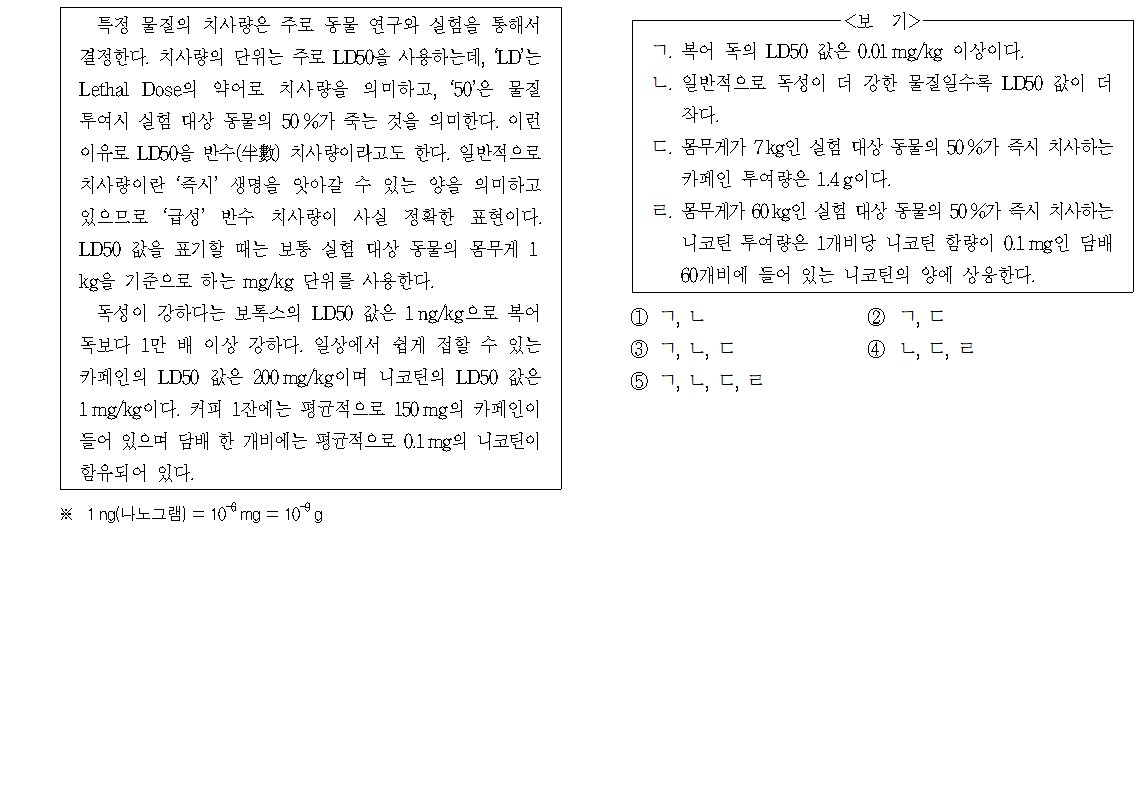 특정 물질의 치사량은 주로 동물 연구와 실험을 통해서
결정한다. 치사량의 단위는 주로 LD50을 사용하는데, ‘LD’는
Lethal Dose의 약어로 치사량을 의미하고, ‘50’은 물질
투여시 실험 대상 동물의 50%가 죽는 것을 의미한다. 이런
이유로 LD50을 반수(半數) 치사량이라고도 한다. 일반적으로
치사량이란 ‘즉시’ 생명을 앗아갈 수 있는 양을 의미하고
있으므로 ‘급성’ 반수 치사량이 사실 정확한 표현이다.
LD50 값을 표기할 때는 보통 실험 대상 동물의 몸무게 1
kg을 기준으로 하는 mg/kg 단위를 사용한다.
독성이 강하다는 보톡스의 LD50 값은 1 ng/kg으로 복어
독보다 1만 배 이상 강하다. 일상에서 쉽게 접할 수 있는
카페인의 LD50 값은 200 mg/kg이며 니코틴의 LD50 값은
1 mg/kg이다. 커피 1잔에는 평균적으로 150 mg의 카페인이
들어 있으며 담배 한 개비에는 평균적으로 0.1 mg의 니코틴이
함유되어 있다.
※ 1 ng(나노그램) = 10⁻⁶ mg = 10⁻⁹ g
<보 기>
ㄱ. 복어 독의 LD50 값은 0.01 mg/kg 이상이다.
ㄴ. 일반적으로 독성이 더 강한 물질일수록 LD50 값이 더
작다.
ㄷ. 몸무게가 7 kg인 실험 대상 동물의 50%가 즉시 치사하는
카페인 투여량은 1.4 g이다.
ㄹ. 몸무게가 60 kg인 실험 대상 동물의 50%가 즉시 치사하는
니코틴 투여량은 1개비당 니코틴 함량이 0.1 mg인 담배
60개비에 들어 있는 니코틴의 양에 상응한다.
① ㄱ, ㄴ ② ㄱ, ㄷ
③ ㄱ, ㄴ, ㄷ ④ ㄴ, ㄷ, ㄹ
⑤ ㄱ, ㄴ, ㄷ, ㄹ